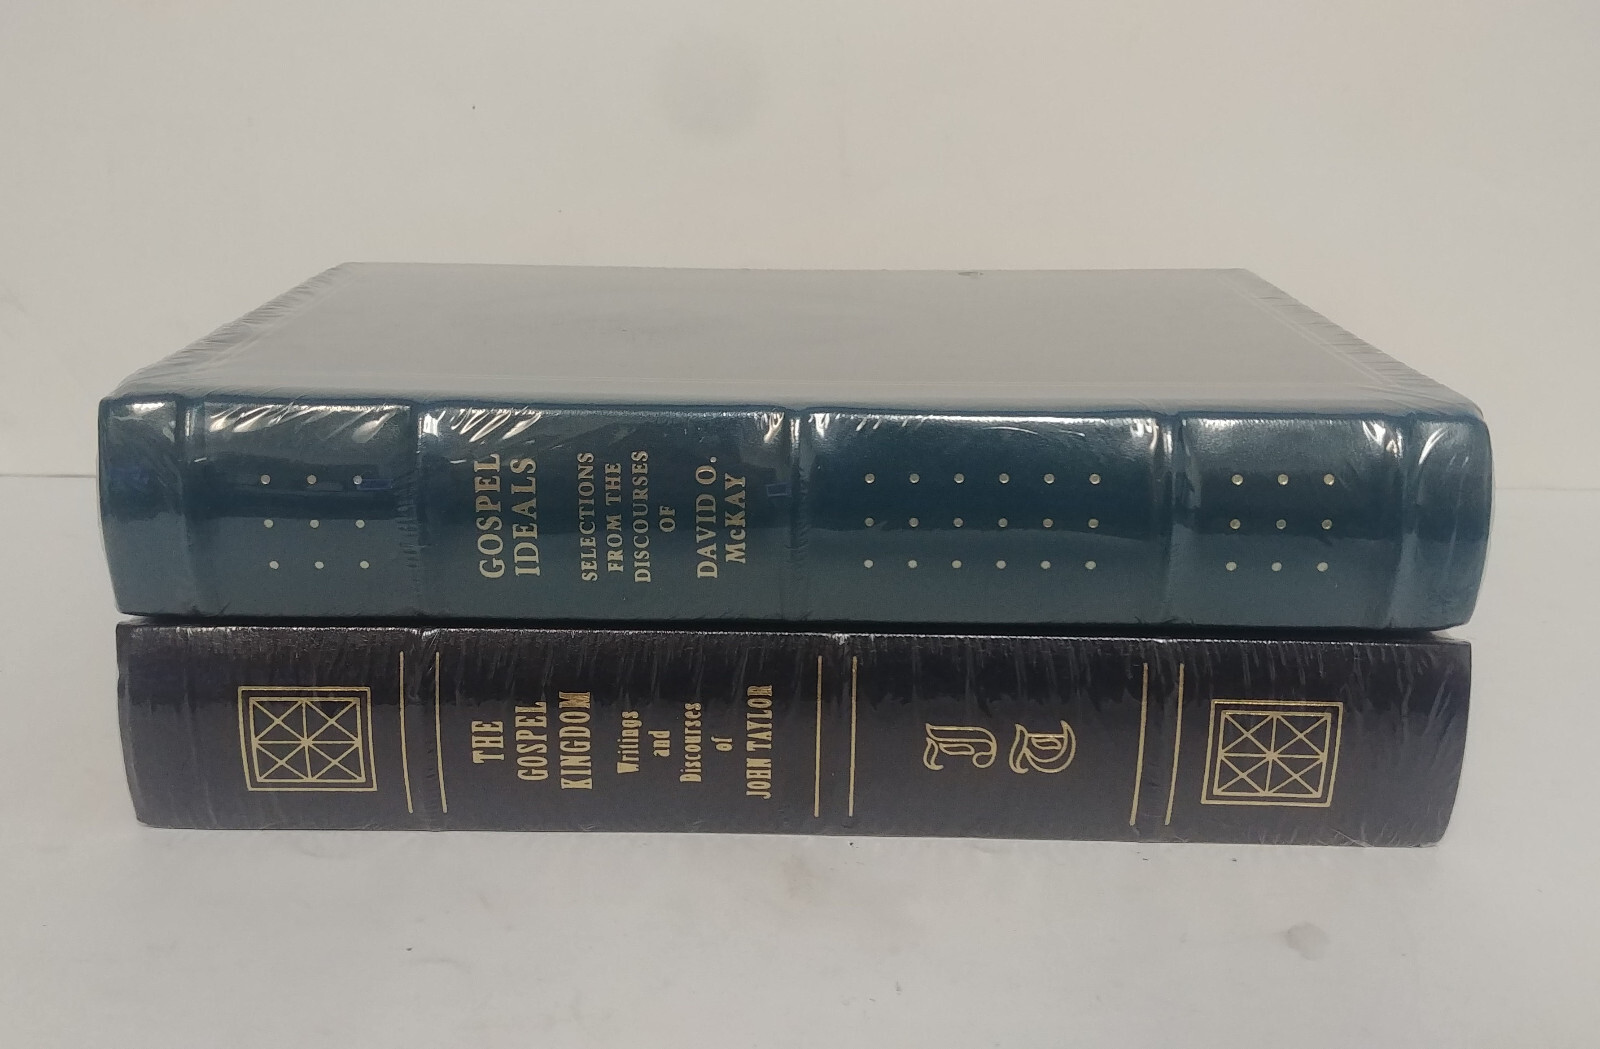 GOSPEL
IDEALS
SELECTIONS
FROM THE
DISCOURSES
OF
DAVID O.
McKAY
THE
GOSPEL
KINGDOM
Writings
and
Discourses
of
JOHN TAYLOR
J
T